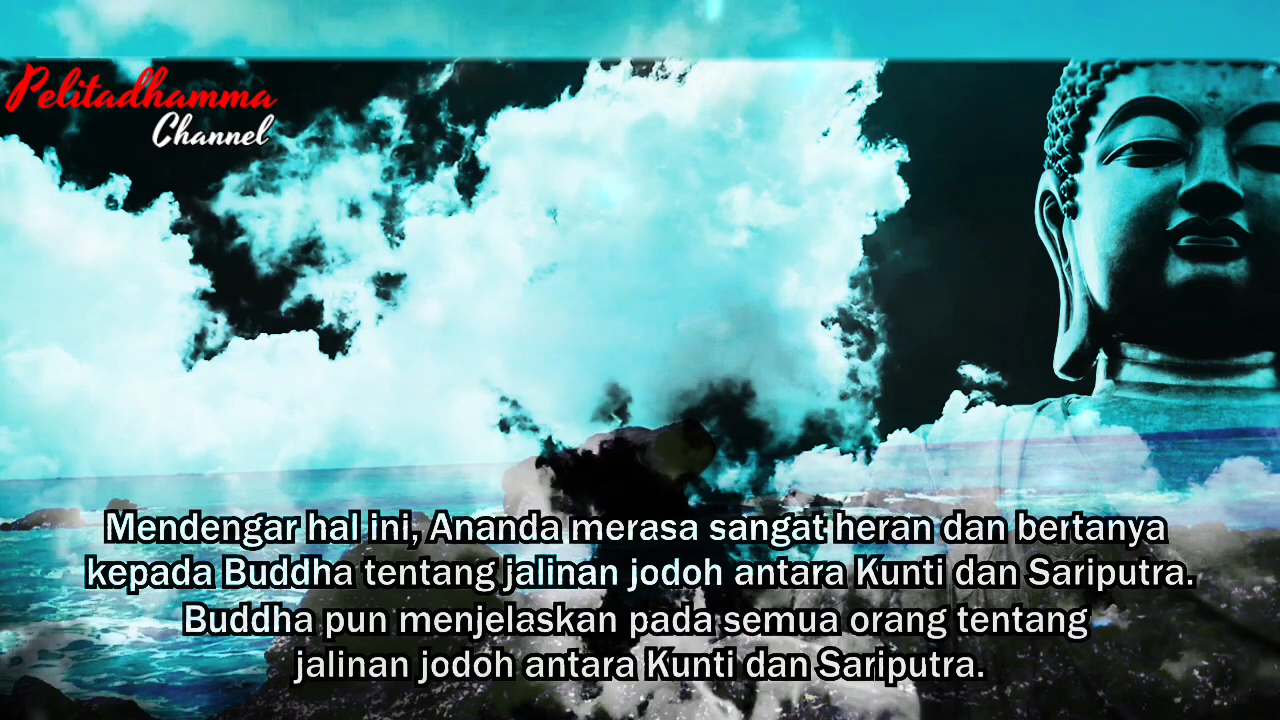 Pelitadhamma
Channel
Mendengar hal ini, Ananda merasa sangat heran dan bertanya
kepada Buddha tentang jalinan jodoh antara Kunti dan Sariputra.
Buddha pun menjelaskan pada semua orang tentang
jalinan jodoh antara Kunti dan Sariputra.